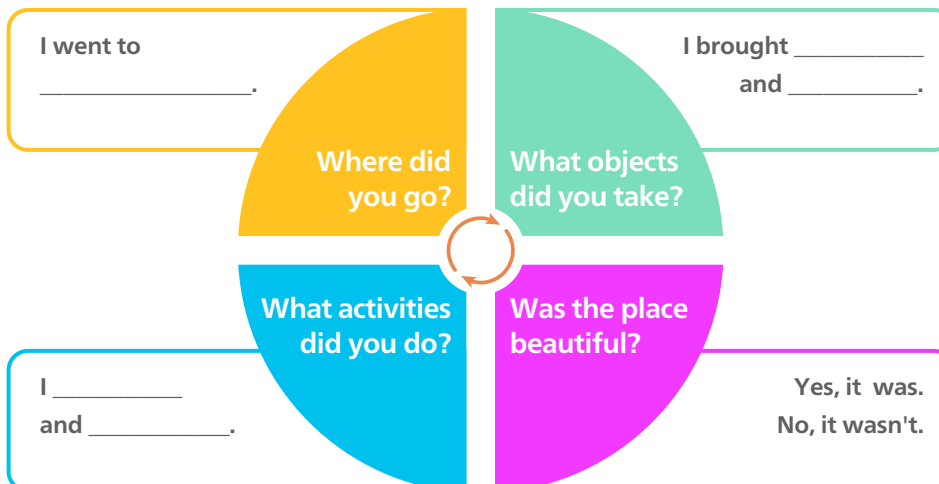 I went to
__________________.
Where did
you go?
I brought ___________
and ___________.
What objects
did you take?
What activities
did you do?
I ___________
and ____________.
Was the place
beautiful?
Yes, it  was.
No, it wasn't.